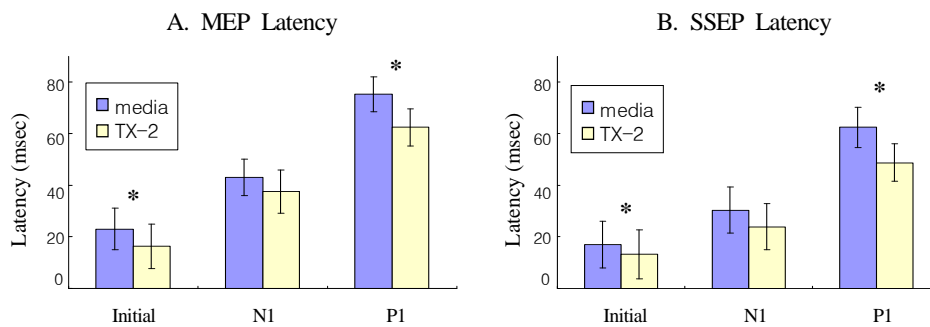 A. MEP Latency
Latency (msec)
80
60
40
20
0
media
TX-2
*
*
Initial
N1
P1
B. SSEP Latency
Latency (msec)
80
60
40
20
0
media
TX-2
*
*
Initial
N1
P1